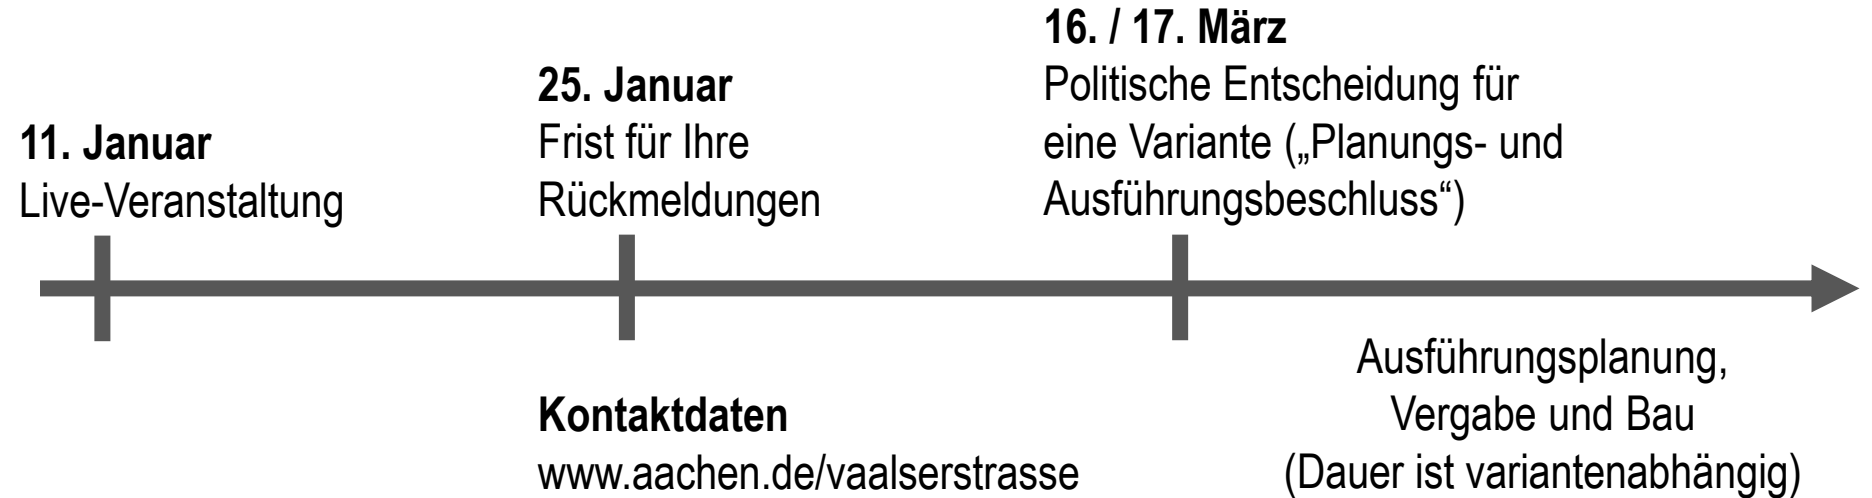 11. Januar
Live-Veranstaltung
25. Januar
Frist für Ihre
Rückmeldungen
16. / 17. März
Politische Entscheidung für
eine Variante („Planungs- und
Ausführungsbeschluss“)
Kontaktdaten
www.aachen.de/vaalserstrasse
Ausführungsplanung,
Vergabe und Bau
(Dauer ist variantenabhängig)